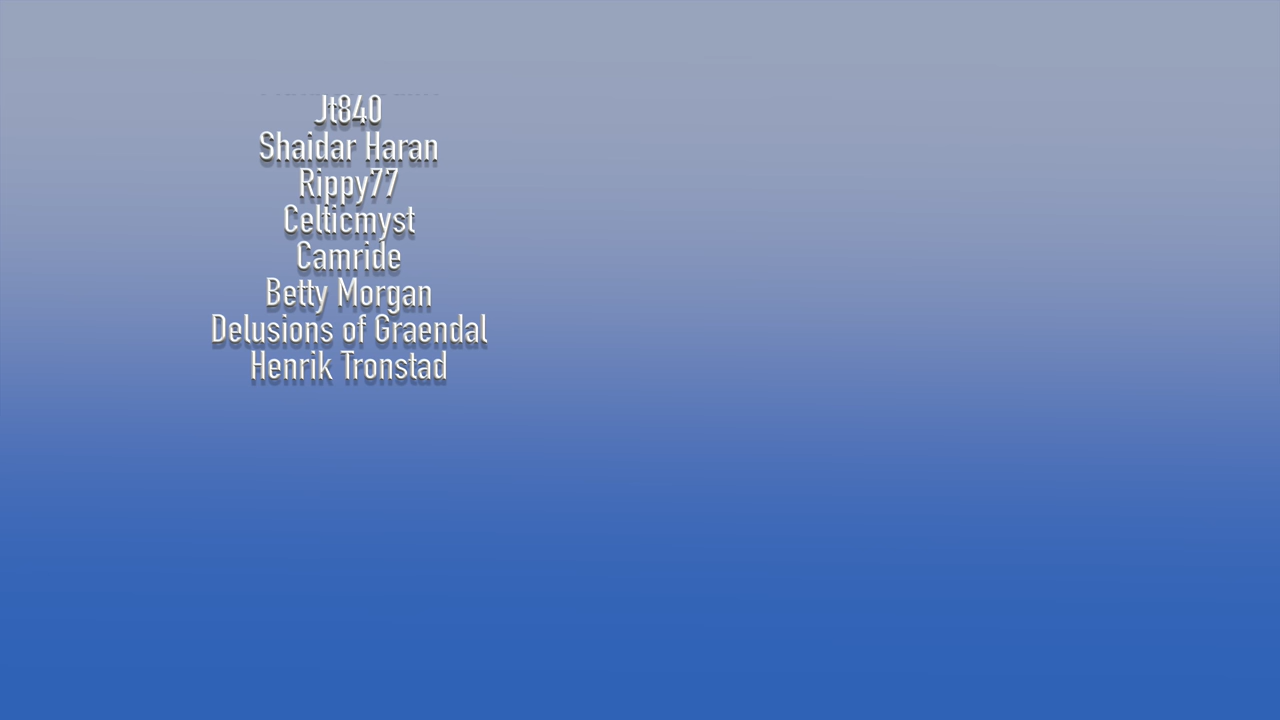 Jt840
Shaidar Haran
Rippy77
Celticmyst
Camride
Betty Morgan
Delusions of Graendal
Henrik Tronstad